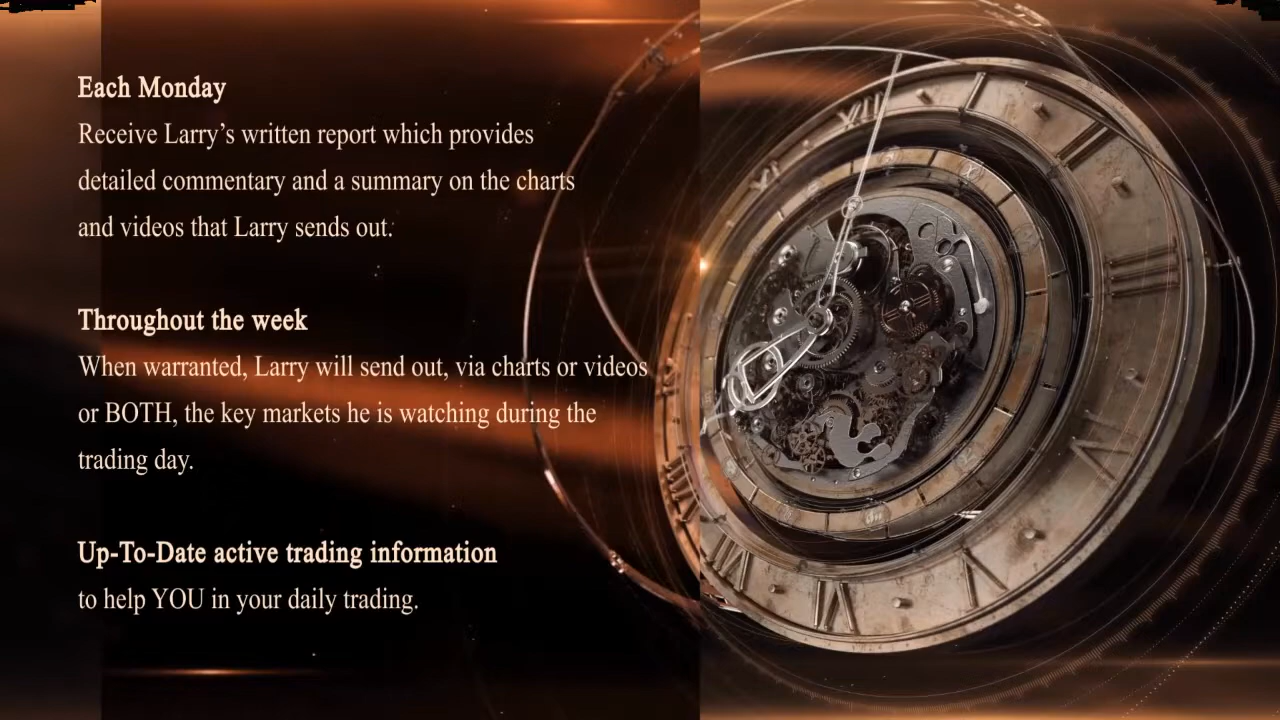 Each Monday
Receive Larry’s written report which provides
detailed commentary and a summary on the charts
and videos that Larry sends out.
Throughout the week
When warranted, Larry will send out, via charts or videos
or BOTH, the key markets he is watching during the
trading day.
Up-To-Date active trading information
to help YOU in your daily trading.